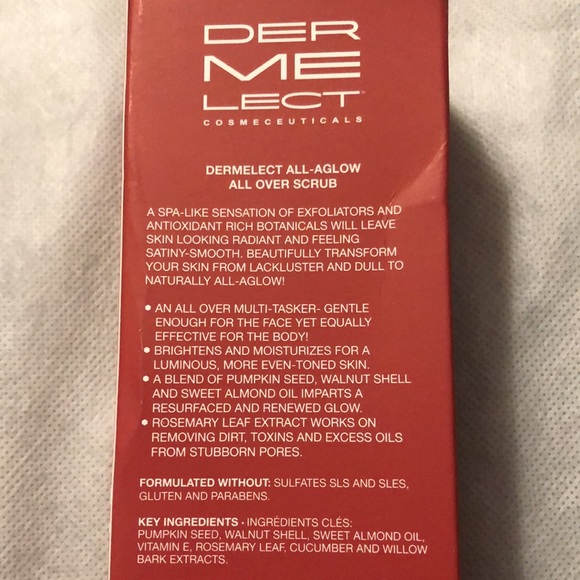 DER
ME
LECT
COSMECEUTICALS
DERMELECT ALL-AGLOW
ALL OVER SCRUB
A SPA-LIKE SENSATION OF EXFOLIATORS AND
ANTIOXIDANT RICH BOTANICALS WILL LEAVE
SKIN LOOKING RADIANT AND FEELING
SATINY-SMOOTH. BEAUTIFULLY TRANSFORM
YOUR SKIN FROM LACKLUSTER AND DULL TO
NATURALLY ALL-AGLOW!
• AN ALL OVER MULTI-TASKER- GENTLE
ENOUGH FOR THE FACE YET EQUALLY
EFFECTIVE FOR THE BODY!
• BRIGHTENS AND MOISTURIZES FOR A
LUMINOUS, MORE EVEN-TONED SKIN.
• A BLEND OF PUMPKIN SEED, WALNUT SHELL
AND SWEET ALMOND OIL IMPARTS A
RESURFACED AND RENEWED GLOW.
• ROSEMARY LEAF EXTRACT WORKS ON
REMOVING DIRT, TOXINS AND EXCESS OILS
FROM STUBBORN PORES.
FORMULATED WITHOUT: SULFATES SLS AND SLES,
GLUTEN AND PARABENS.
KEY INGREDIENTS - INGRÉDIENTS CLÉS:
PUMPKIN SEED, WALNUT SHELL, SWEET ALMOND OIL,
VITAMIN E, ROSEMARY LEAF, CUCUMBER AND WILLOW
BARK EXTRACTS.